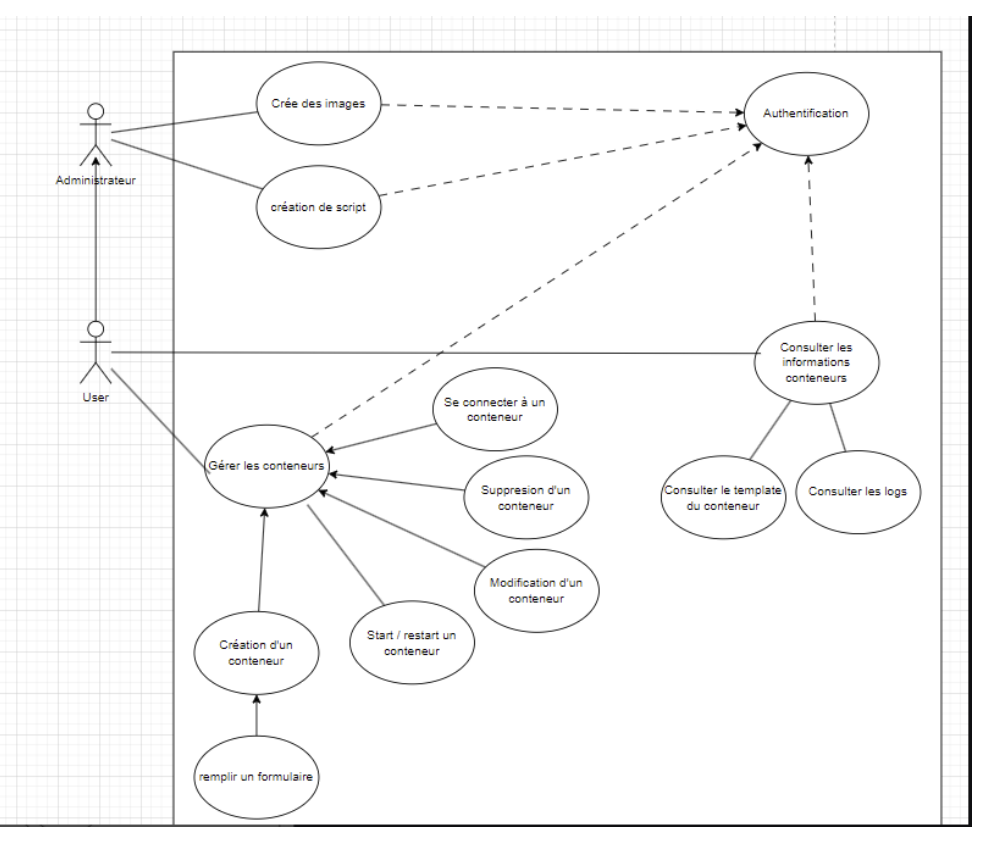 Crée des images
Authentification
Administrateur
création de script
Consulter les
informations
conteneurs
User
Se connecter à un
conteneur
Gérer les conteneurs
Suppresion d'un
conteneur
Consulter le template
du conteneur
Consulter les logs
Modification d'un
conteneur
Création d'un
conteneur
Start / restart un
conteneur
remplir un formulaire